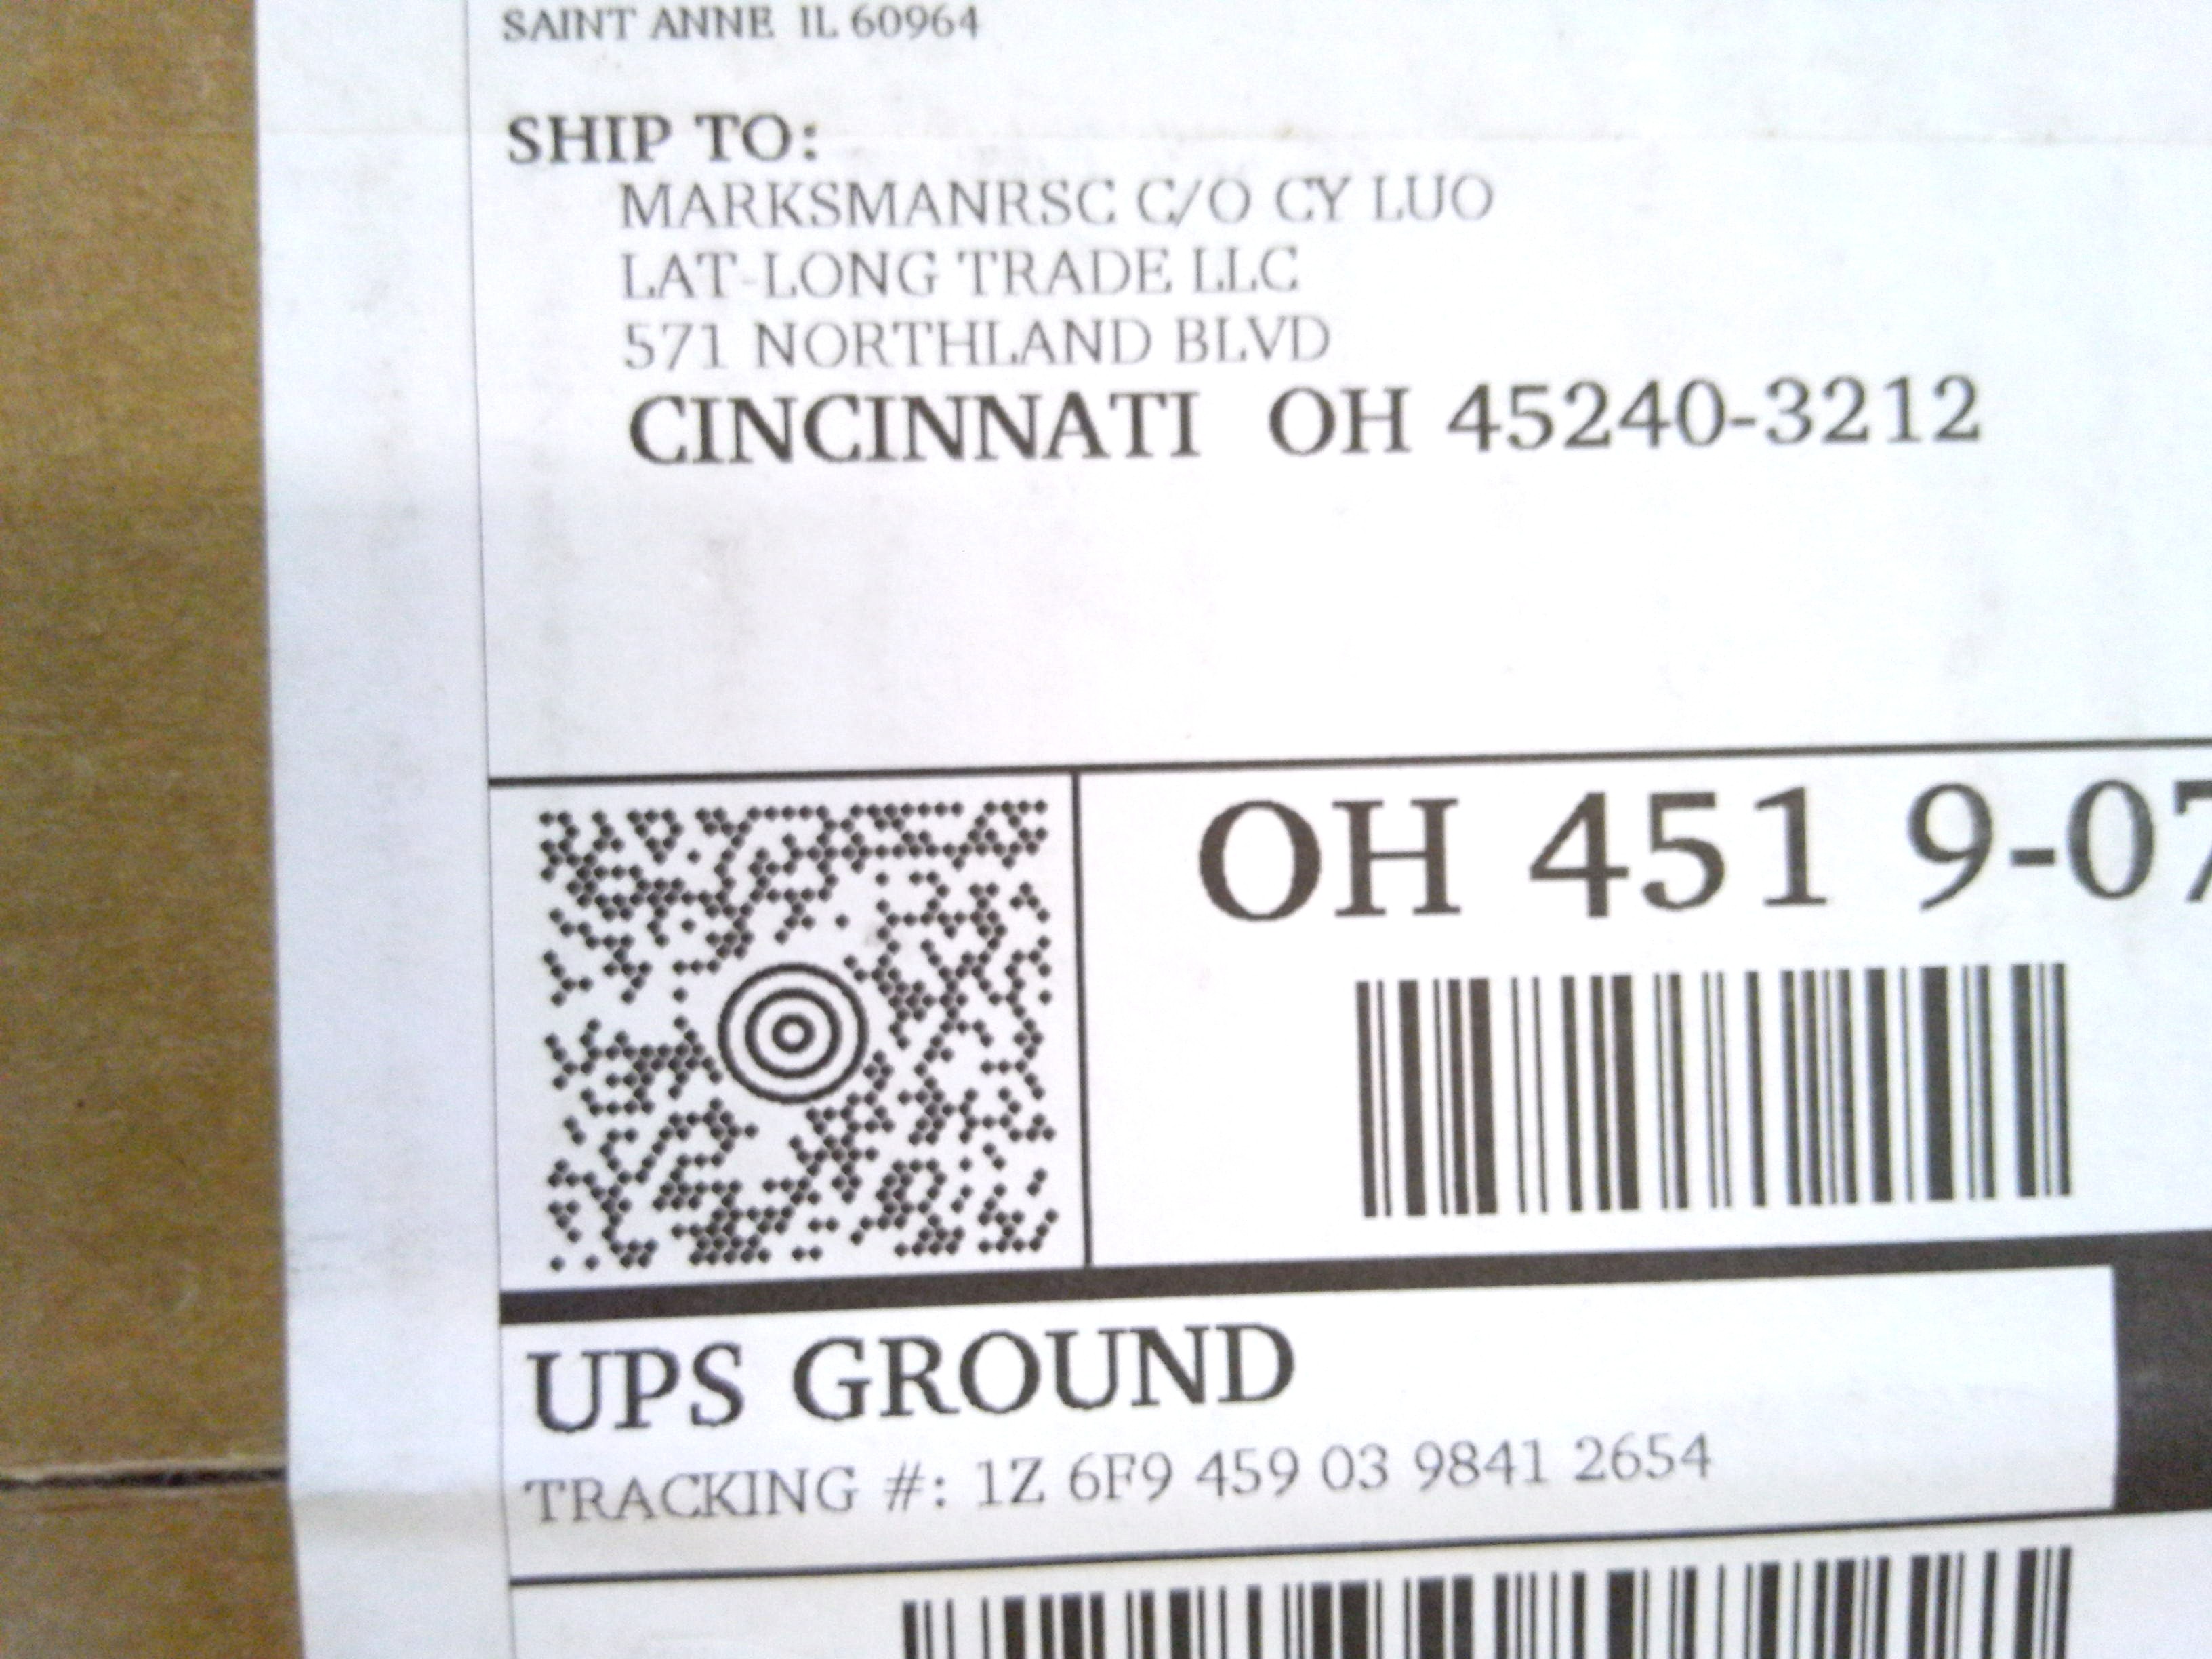 SAINT ANNE IL 60964
SHIP TO:
MARKSMANRSC C/O CY LUO
LAT-LONG TRADE LLC
571 NORTHLAND BLVD
CINCINNATI OH 45240-3212
OH 451 9-07
UPS GROUND
TRACKING #: 1Z 6F9 459 03 9841 2654